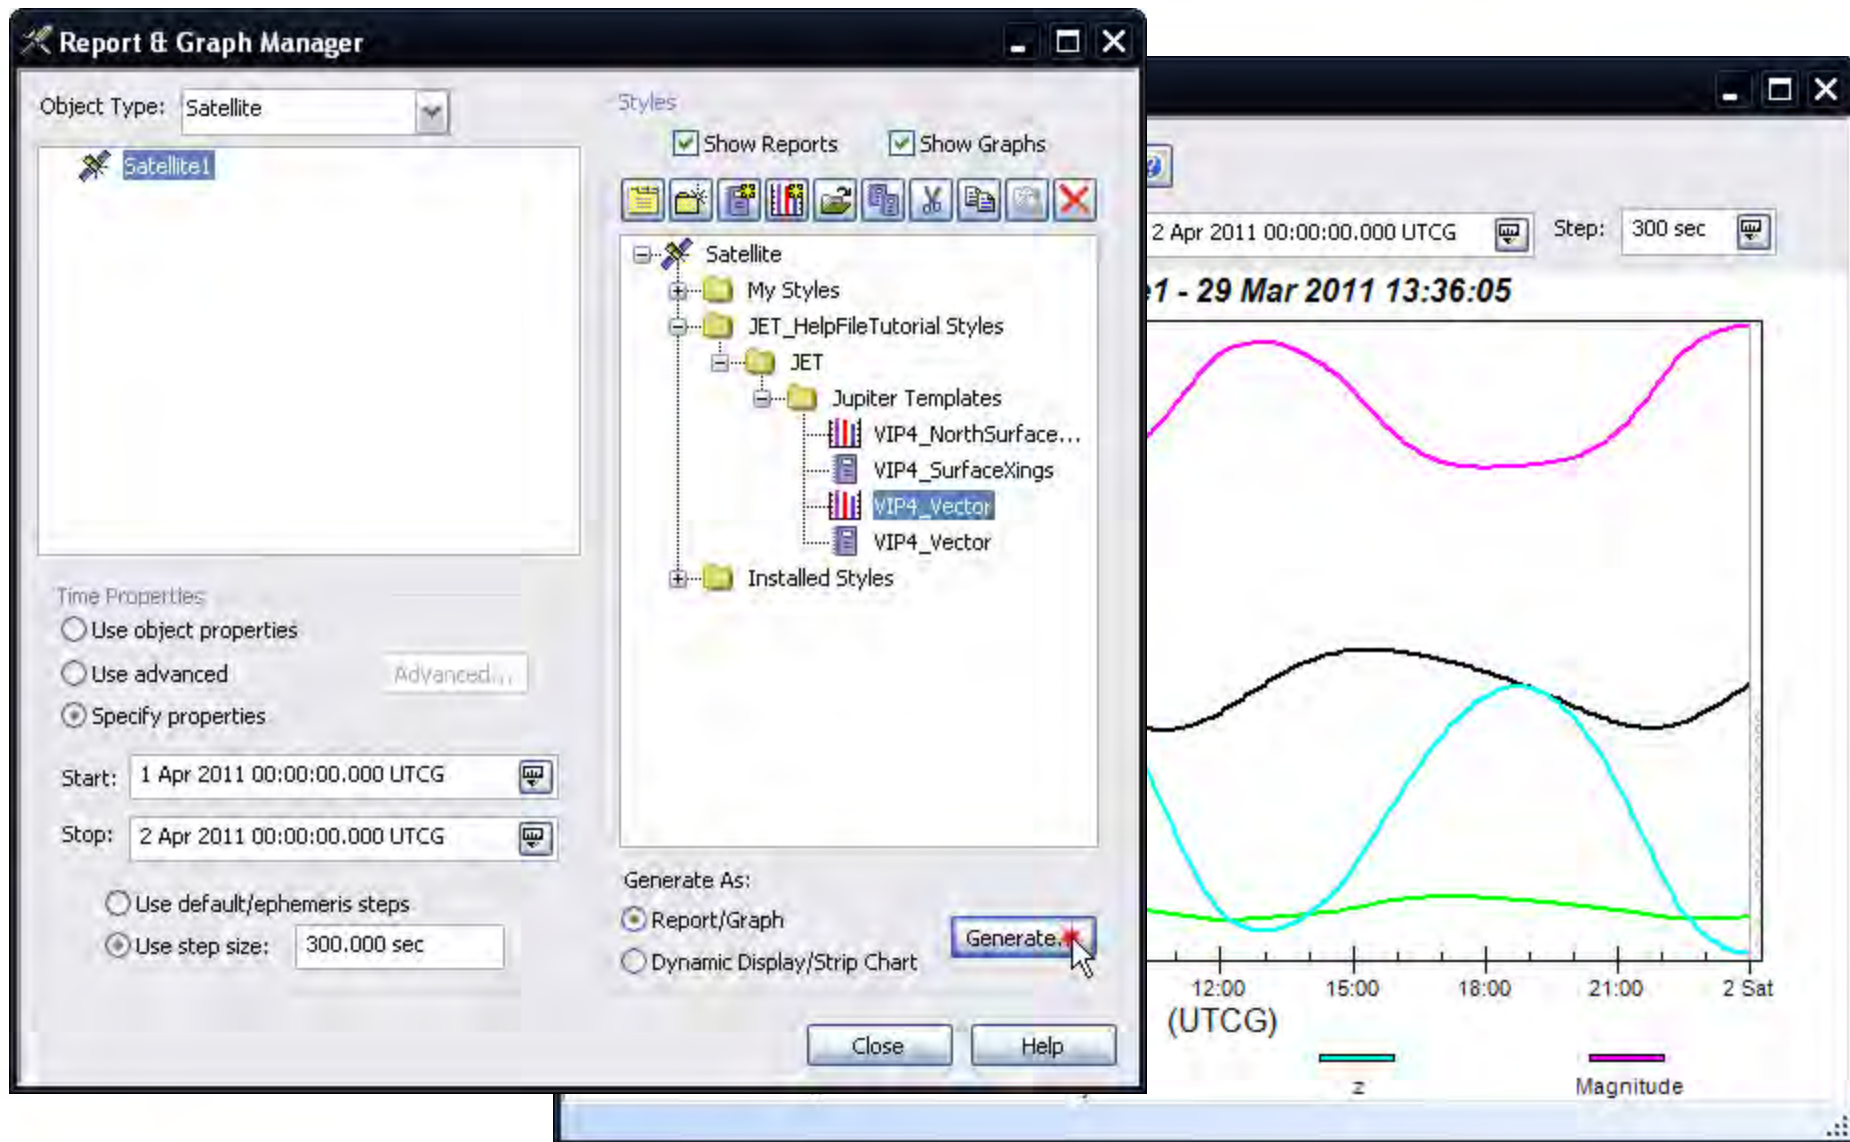 Report & Graph Manager
Object Type: Satellite
Satellite1
Time Properties
Use object properties
Use advanced
Advanced...
Specify properties
Start: 1 Apr 2011 00:00:00.000 UTCG
Stop: 2 Apr 2011 00:00:00.000 UTCG
Use default/ephemeris steps
Use step size: 300.000 sec
Styles
Show Reports
Show Graphs
Satellite
My Styles
JET_HelpFileTutorial Styles
JET
Jupiter Templates
VIP4_NorthSurface...
VIP4_SurfaceXings
VIP4_Vector
VIP4_Vector
Installed Styles
Generate As:
Report/Graph
Dynamic Display/Strip Chart
Generate...
Close
Help
2 Apr 2011 00:00:00.000 UTCG
Step: 300 sec
1 - 29 Mar 2011 13:36:05
12:00 15:00 18:00 21:00 2 Sat
(UTCG)
z
Magnitude